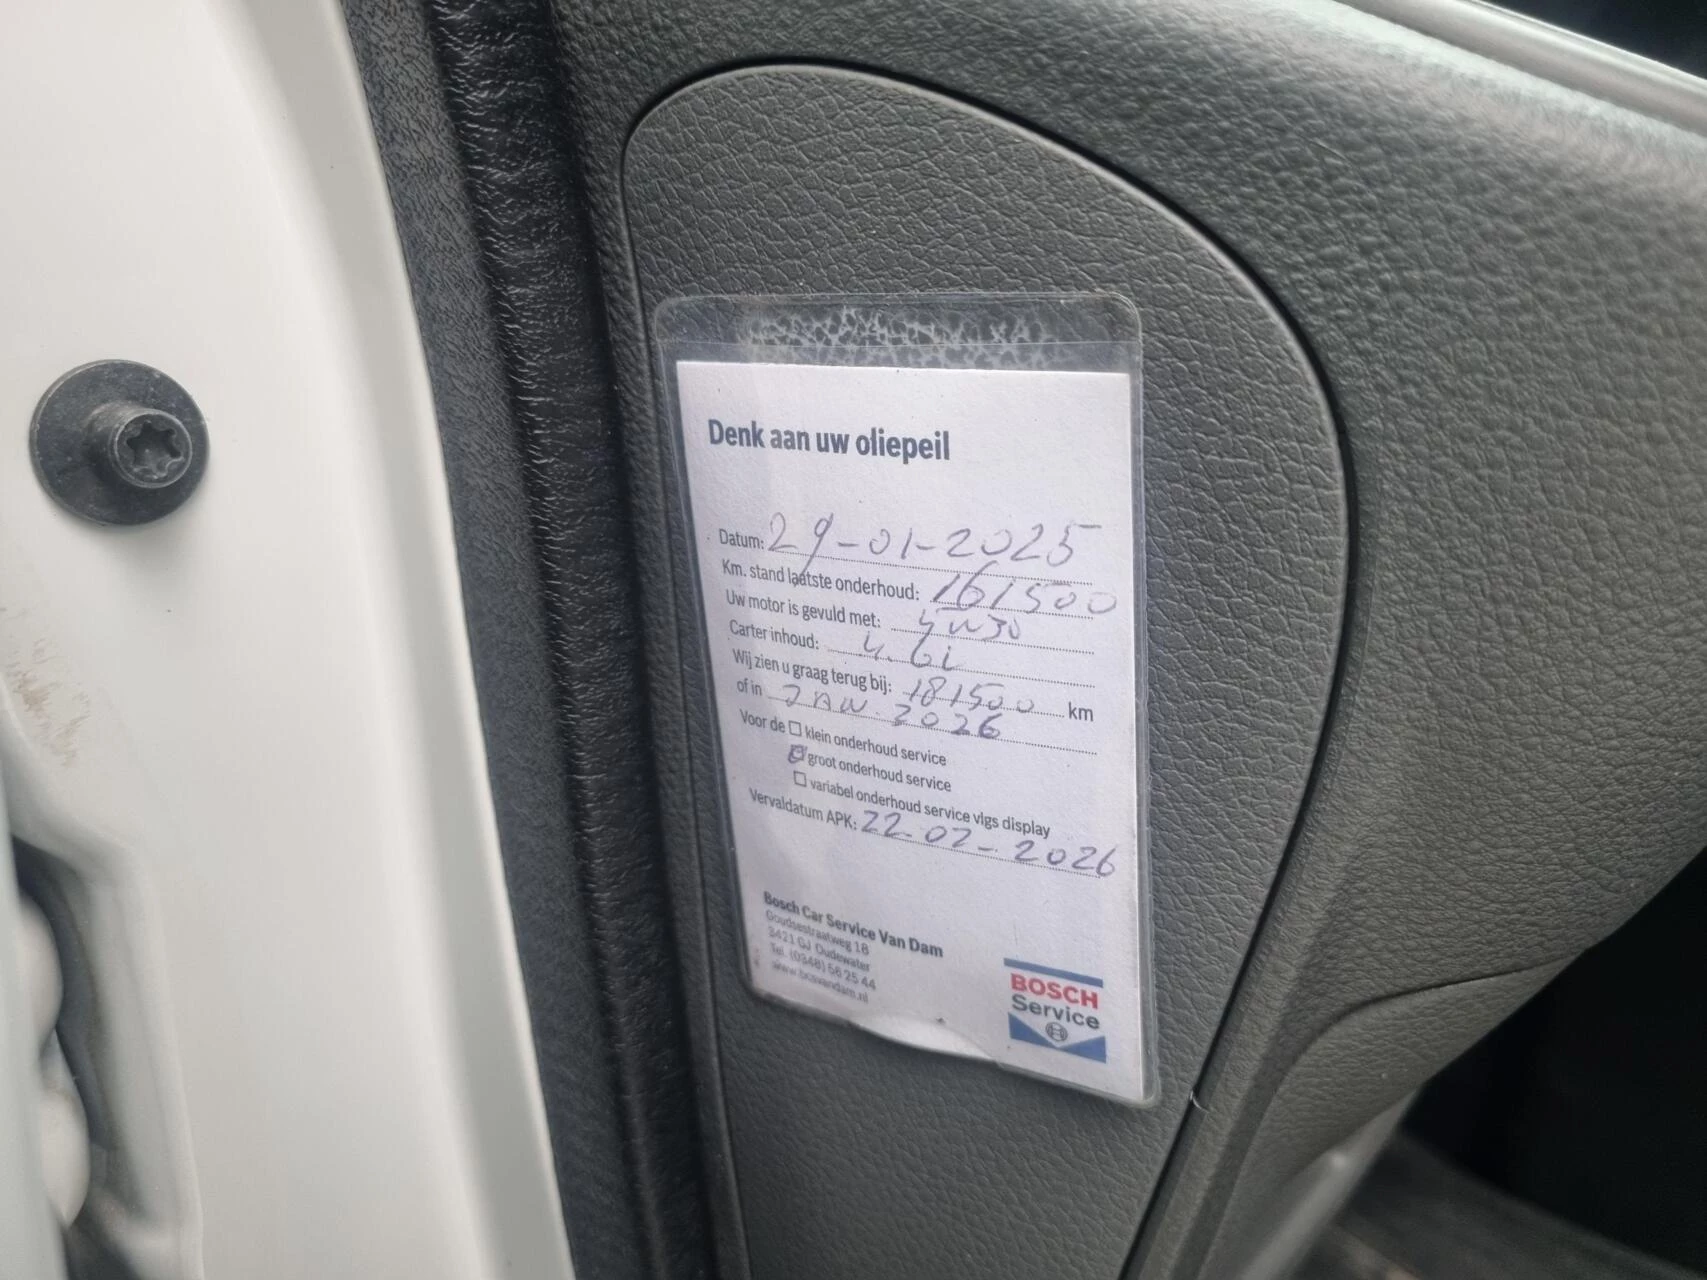 Denk aan uw oliepeil
Datum: 29-01-2025
Km. stand laatste onderhoud: 161500
Uw motor is gevuld met: 5W30
Carter inhoud: 4.6i
Wij zien u graag terug bij: 181500 km
of in JAN 2026
Voor de ☐ klein onderhoud service
☑ groot onderhoud service
☐ variabel onderhoud service vlgs display
Vervaldatum APK: 22-02-2026
Bosch Car Service Van Dam
Goudsestraatweg 18
3421 GJ Oudewater
Tel. (0348) 56 25 44
www.bcsvandam.nl
BOSCH
Service